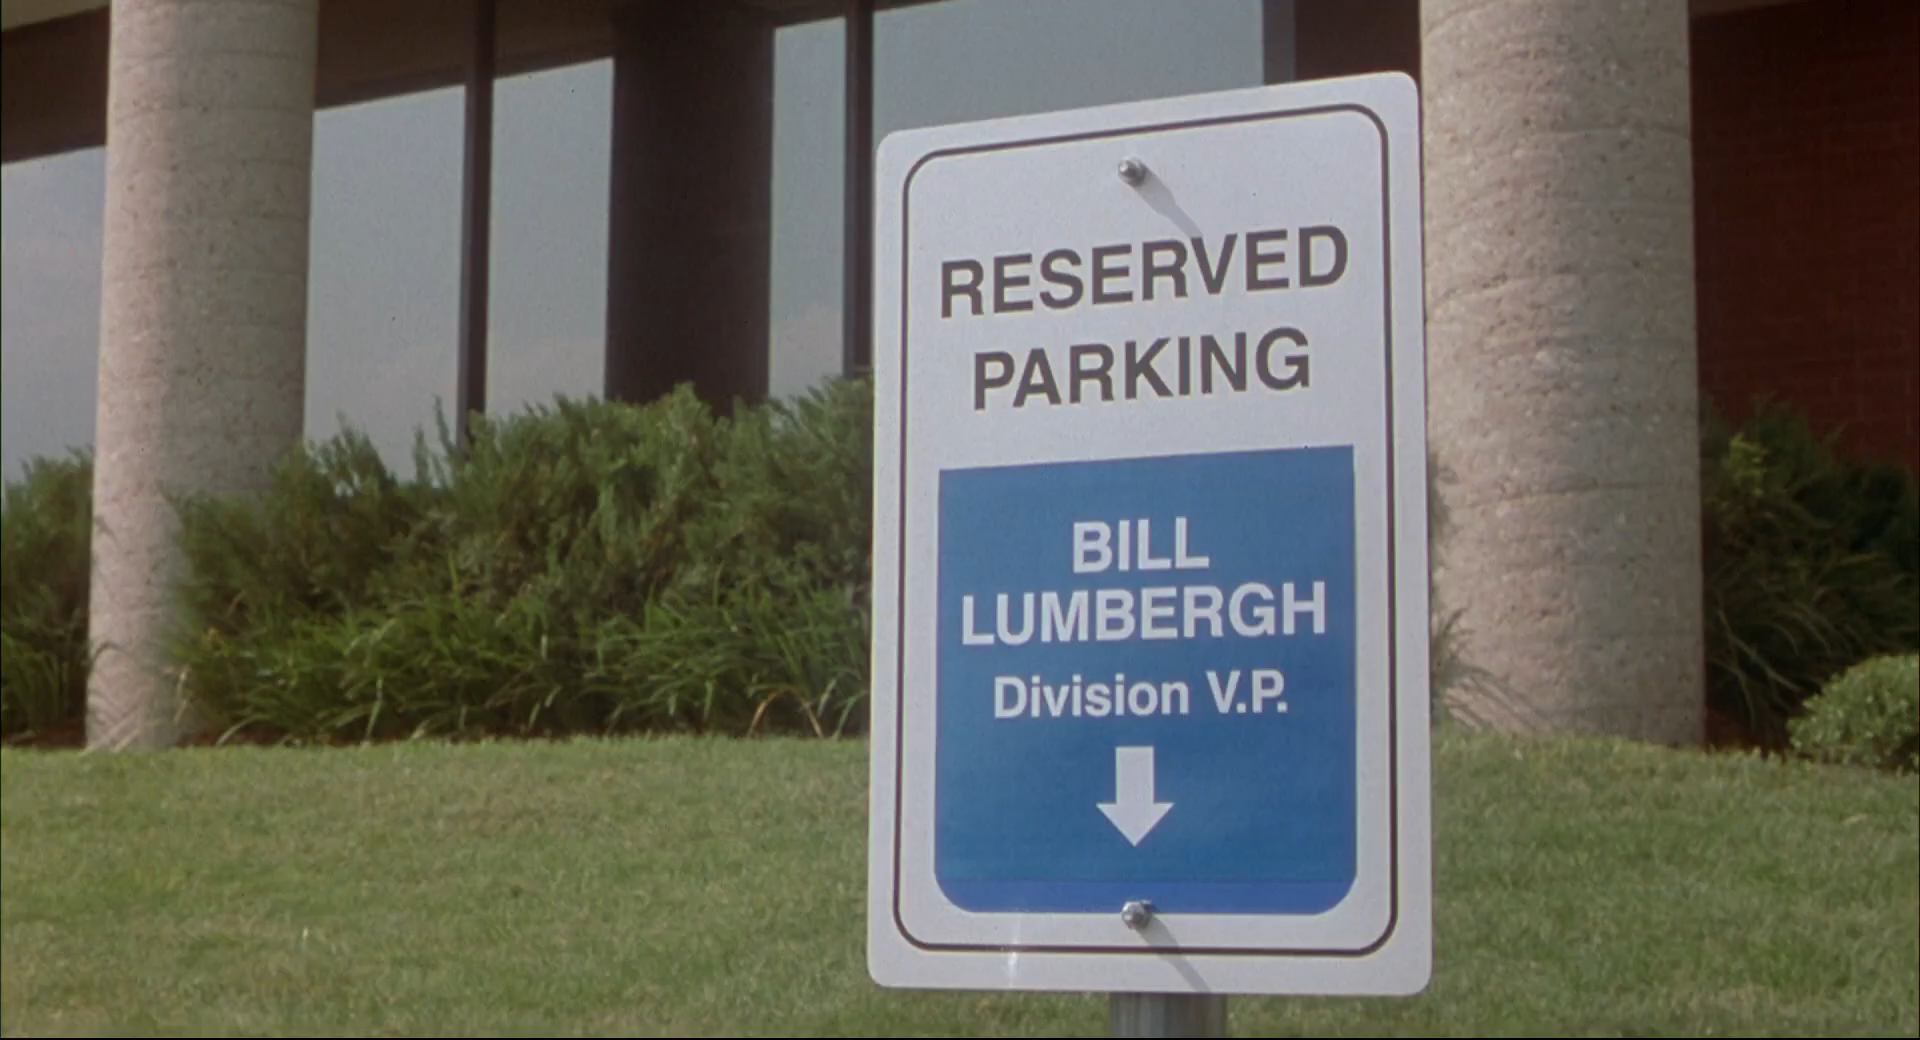 RESERVED
PARKING
BILL
LUMBERGH
Division V.P.